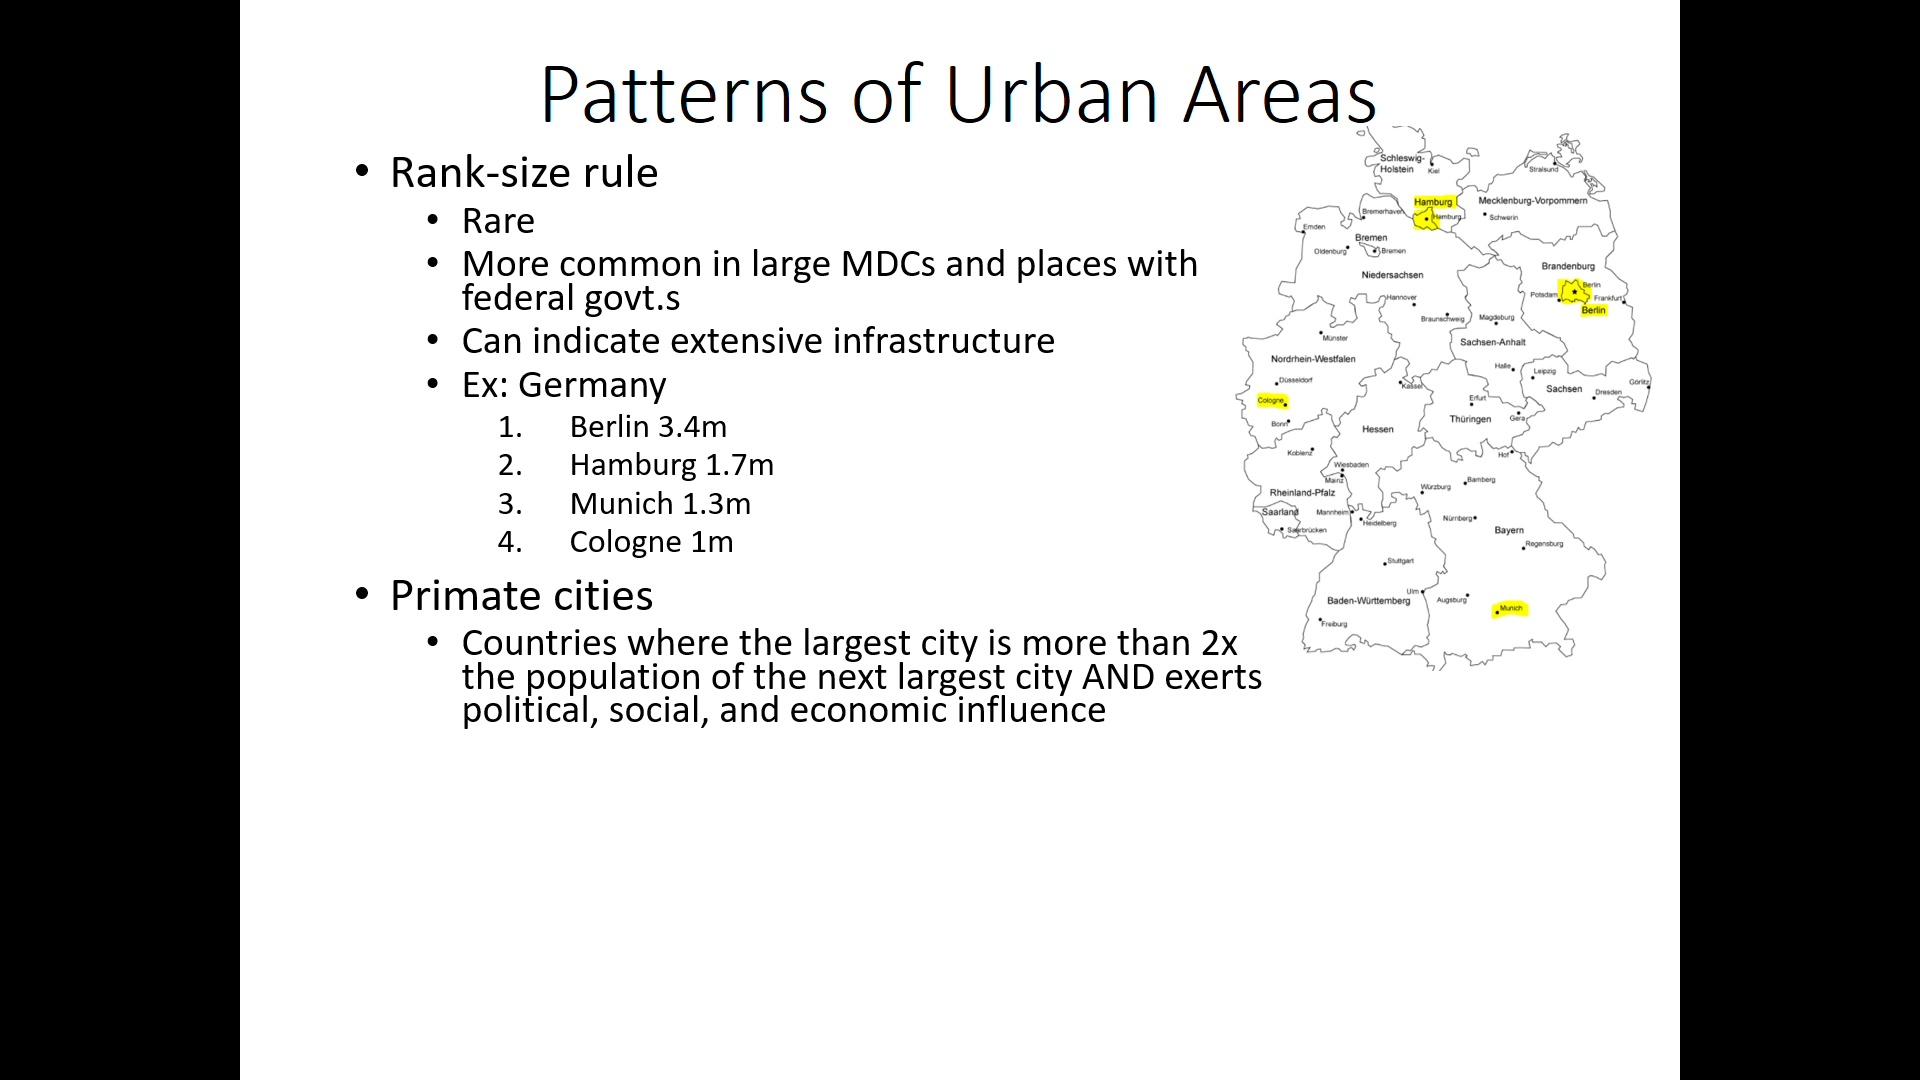 Patterns of Urban Areas
• Rank-size rule
• Rare
• More common in large MDCs and places with
federal govt.s
• Can indicate extensive infrastructure
• Ex: Germany
1. Berlin 3.4m
2. Hamburg 1.7m
3. Munich 1.3m
4. Cologne 1m
• Primate cities
• Countries where the largest city is more than 2x
the population of the next largest city AND exerts
political, social, and economic influence
Schleswig-
Holstein
Kiel
Stralsund
Hamburg
Hamburg
Mecklenburg-Vorpommern
Schwerin
Bremerhaven
Emden
Bremen
Oldenburg
Bremen
Niedersachsen
Brandenburg
Berlin
Potsdam
Frankfurt
Berlin
Hannover
Braunschweig
Magdeburg
Münster
Sachsen-Anhalt
Nordrhein-Westfalen
Halle
Leipzig
Düsseldorf
Kassel
Sachsen
Görlitz
Dresden
Cologne
Erfurt
Thüringen
Gera
Bonn
Hessen
Koblenz
Hof
Wiesbaden
Mainz
Bamberg
Würzburg
Rheinland-Pfalz
Saarland
Mannheim
Heidelberg
Nürnberg
Saarbrücken
Bayern
Regensburg
Stuttgart
Ulm
Baden-Württemberg
Augsburg
Munich
Freiburg